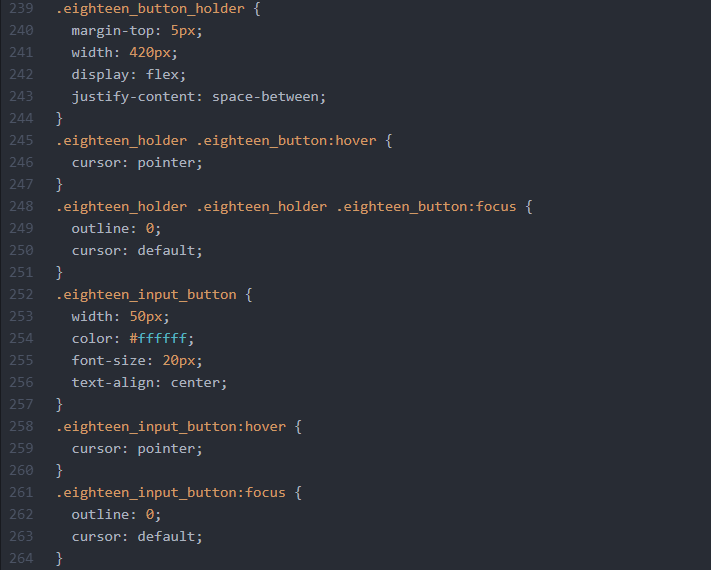 239 .eighteen_button_holder {
240   margin-top: 5px;
241   width: 420px;
242   display: flex;
243   justify-content: space-between;
244 }
245 .eighteen_holder .eighteen_button:hover {
246   cursor: pointer;
247 }
248 .eighteen_holder .eighteen_holder .eighteen_button:focus {
249   outline: 0;
250   cursor: default;
251 }
252 .eighteen_input_button {
253   width: 50px;
254   color: #ffffff;
255   font-size: 20px;
256   text-align: center;
257 }
258 .eighteen_input_button:hover {
259   cursor: pointer;
260 }
261 .eighteen_input_button:focus {
262   outline: 0;
263   cursor: default;
264 }